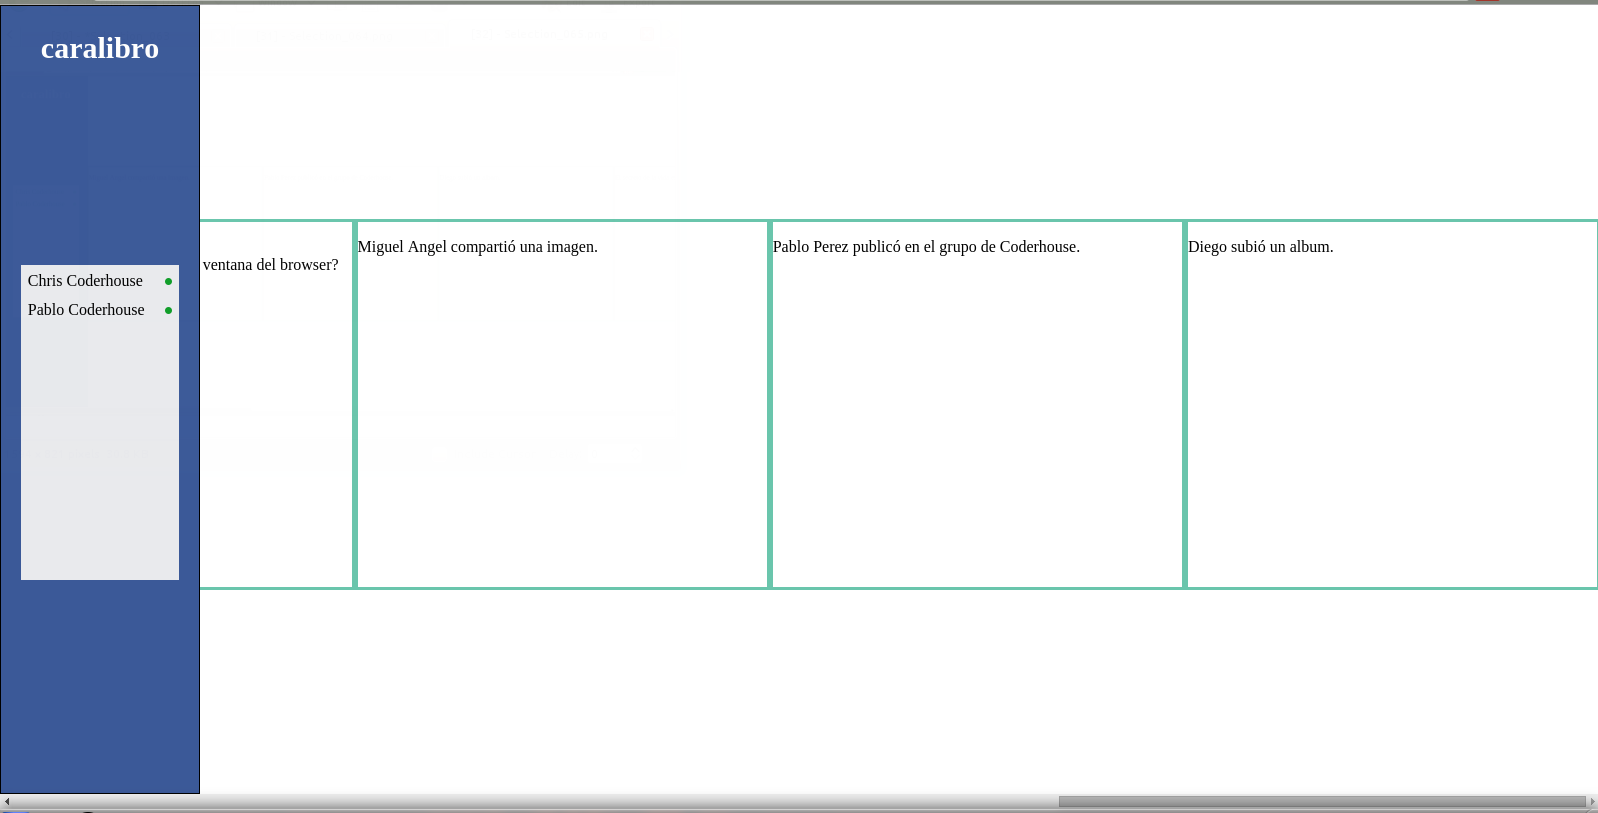 caralibro
Chris Coderhouse
Pablo Coderhouse
ventana del browser?
Miguel Angel compartió una imagen.
Pablo Perez publicó en el grupo de Coderhouse.
Diego subió un album.